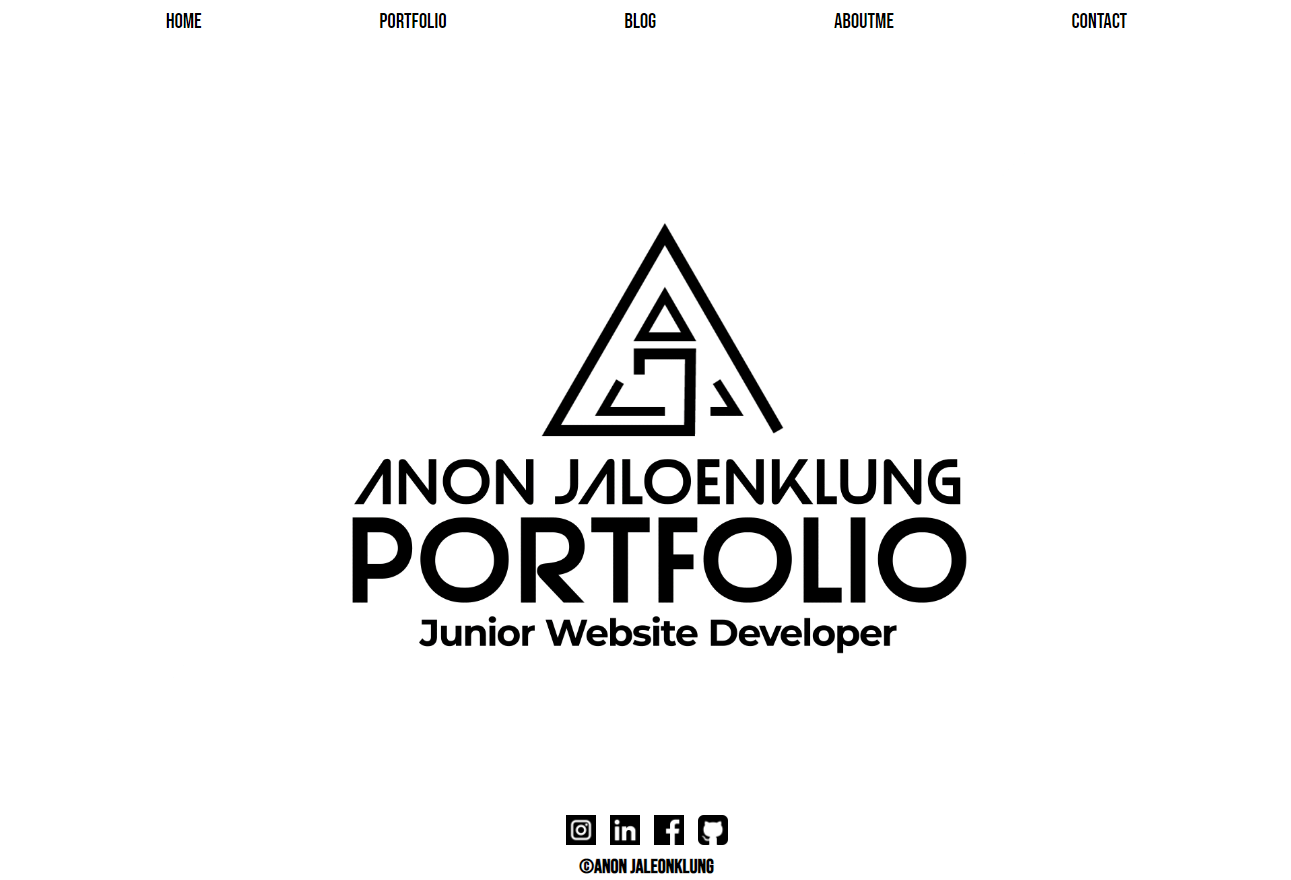 HOME PORTFOLIO BLOG ABOUTME CONTACT
ANON JALOENKLUNG
PORTFOLIO
Junior Website Developer
©ANON JALEONKLUNG